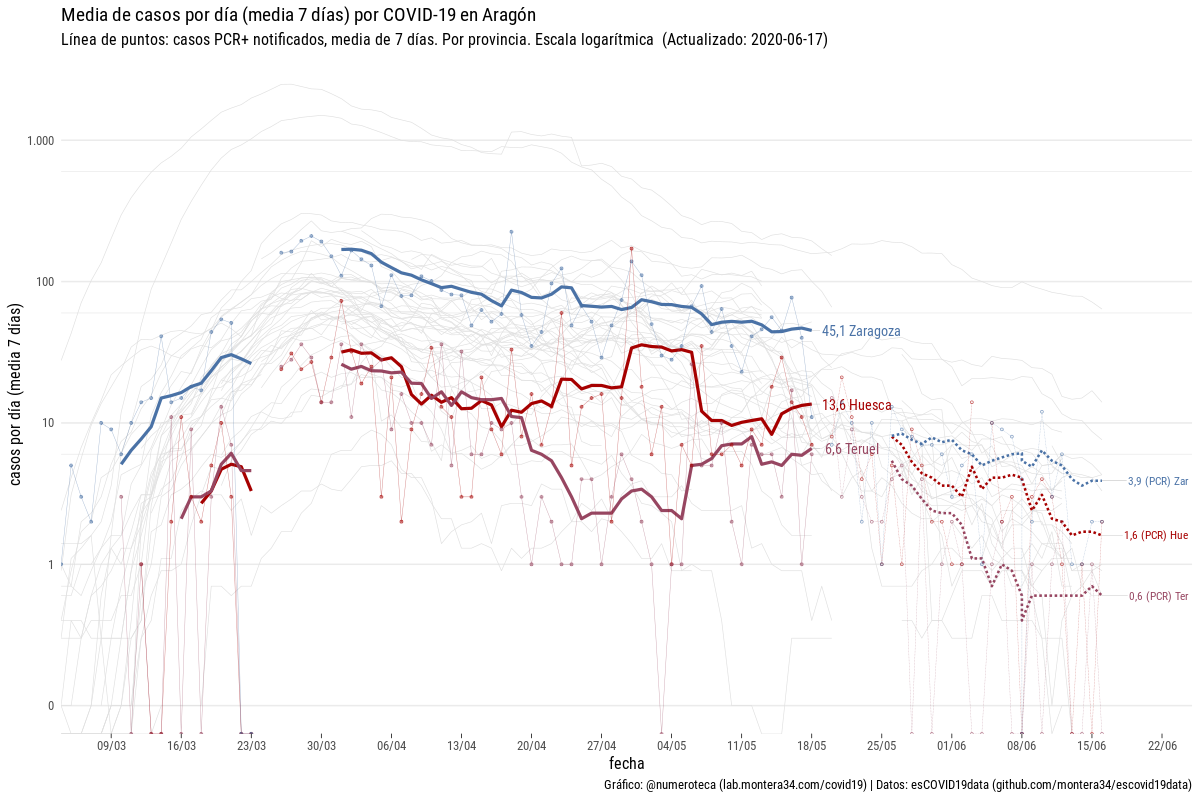 Media de casos por día (media 7 días) por COVID-19 en Aragón
Línea de puntos: casos PCR+ notificados, media de 7 días. Por provincia. Escala logarítmica (Actualizado: 2020-06-17)
casos por día (media 7 días)
1.000
100
10
1
0
45,1 Zaragoza
13,6 Huesca
6,6 Teruel
3,9 (PCR) Zar
1,6 (PCR) Hue
0,6 (PCR) Ter
09/03 16/03 23/03 30/03 06/04 13/04 20/04 27/04 04/05 11/05 18/05 25/05 01/06 08/06 15/06 22/06
fecha
Gráfico: @numeroteca (lab.montera34.com/covid19) | Datos: esCOVID19data (github.com/montera34/escovid19data)